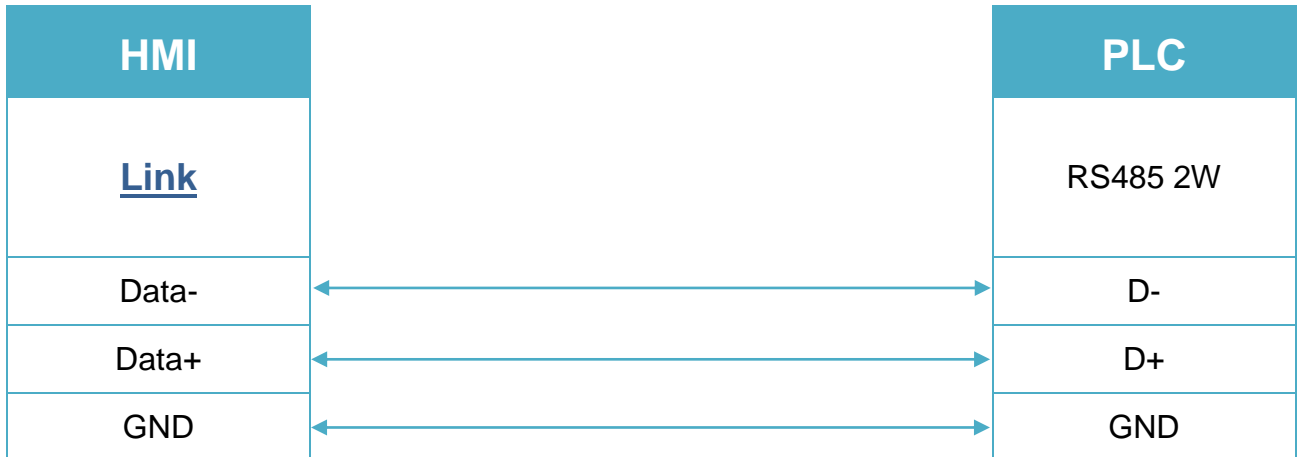 HMI
PLC
Link
RS485 2W
Data-
D-
Data+
D+
GND
GND